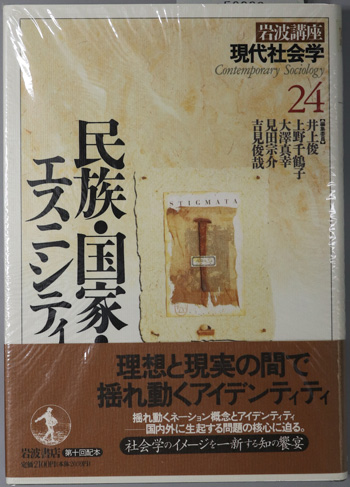 岩波講座
現代社会学
Contemporary Sociology
24
[編集委員]
井上俊
上野千鶴子
大澤真幸
見田宗介
吉見俊哉
民族・国家・
エスニシティ
STIGMATA
理想と現実の間で
揺れ動くアイデンティティ
揺れ動くネーション概念とアイデンティティ
——国内外に生起する問題の核心に迫る。
社会学のイメージを一新する知の饗宴
岩波書店
第十回配本